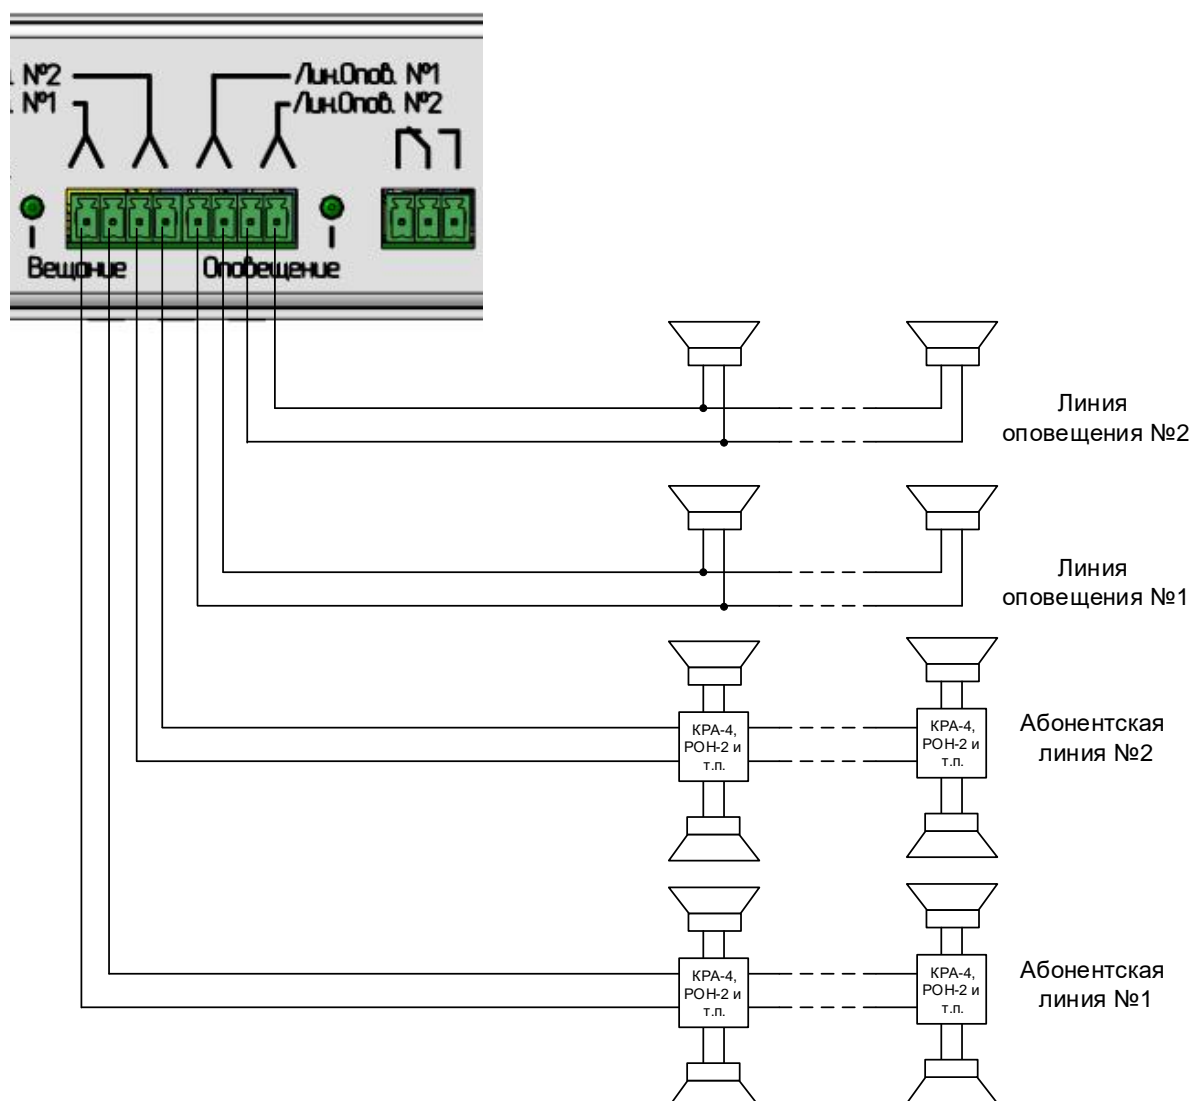 . №2
Лин.Опов. №1
. №1
Лин.Опов. №2
Вещание
Оповещение
Линия
оповещения №2
Линия
оповещения №1
КРА-4,
РОН-2 и
т.п.
КРА-4,
РОН-2 и
т.п.
Абонентская
линия №2
КРА-4,
РОН-2 и
т.п.
КРА-4,
РОН-2 и
т.п.
Абонентская
линия №1